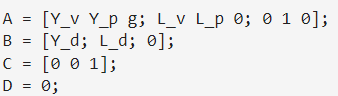 A = [Y_v Y_p g; L_v L_p 0; 0 1 0];
B = [Y_d; L_d; 0];
C = [0 0 1];
D = 0;